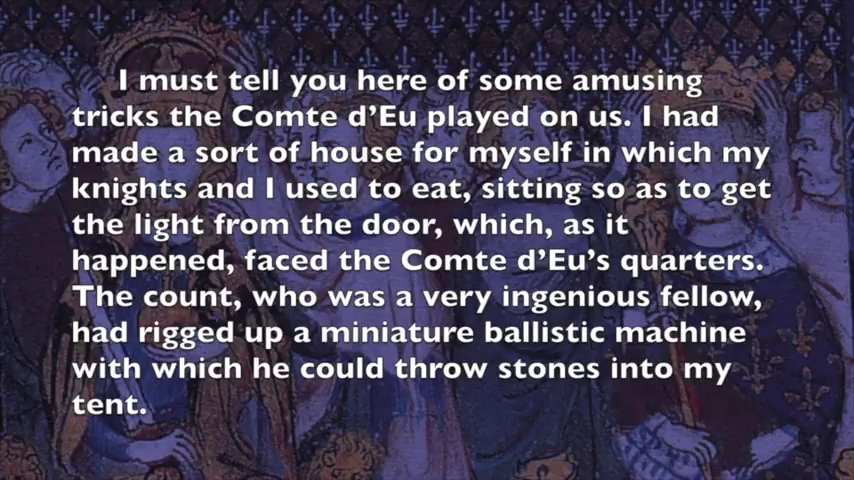 I must tell you here of some amusing
tricks the Comte d’Eu played on us. I had
made a sort of house for myself in which my
knights and I used to eat, sitting so as to get
the light from the door, which, as it
happened, faced the Comte d’Eu’s quarters.
The count, who was a very ingenious fellow,
had rigged up a miniature ballistic machine
with which he could throw stones into my
tent.